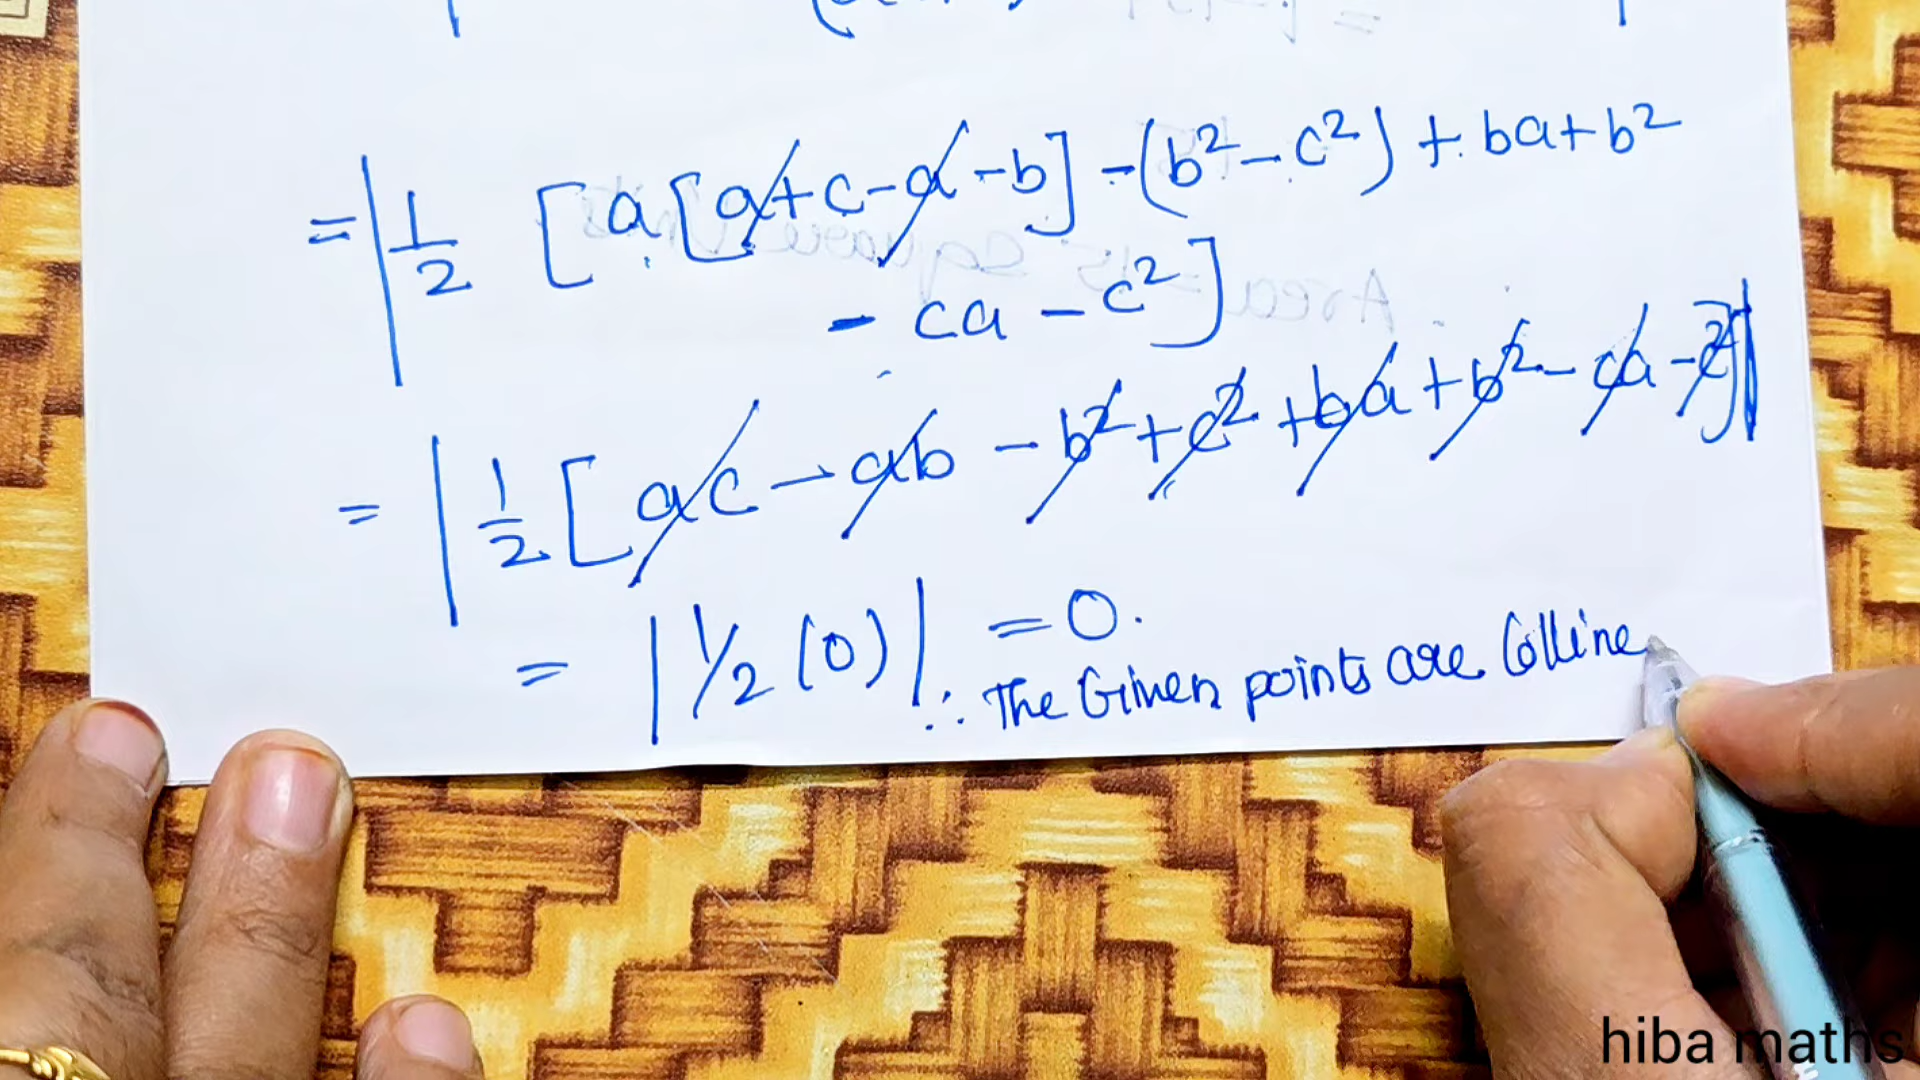 = | 1/2 [a[a+c-a-b] - (b²-c²) + ba+b²
- ca - c²]
= | 1/2 [ac - ab - b² + c² + ba + b² - ca - c²] |
= | 1/2 (0) | = 0.
∴ The Given points are Colline
hiba maths